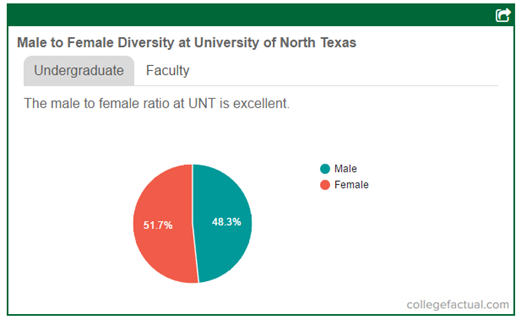 Male to Female Diversity at University of North Texas
Undergraduate Faculty
The male to female ratio at UNT is excellent.
Male
Female
51.7% 48.3%
collegefactual.com